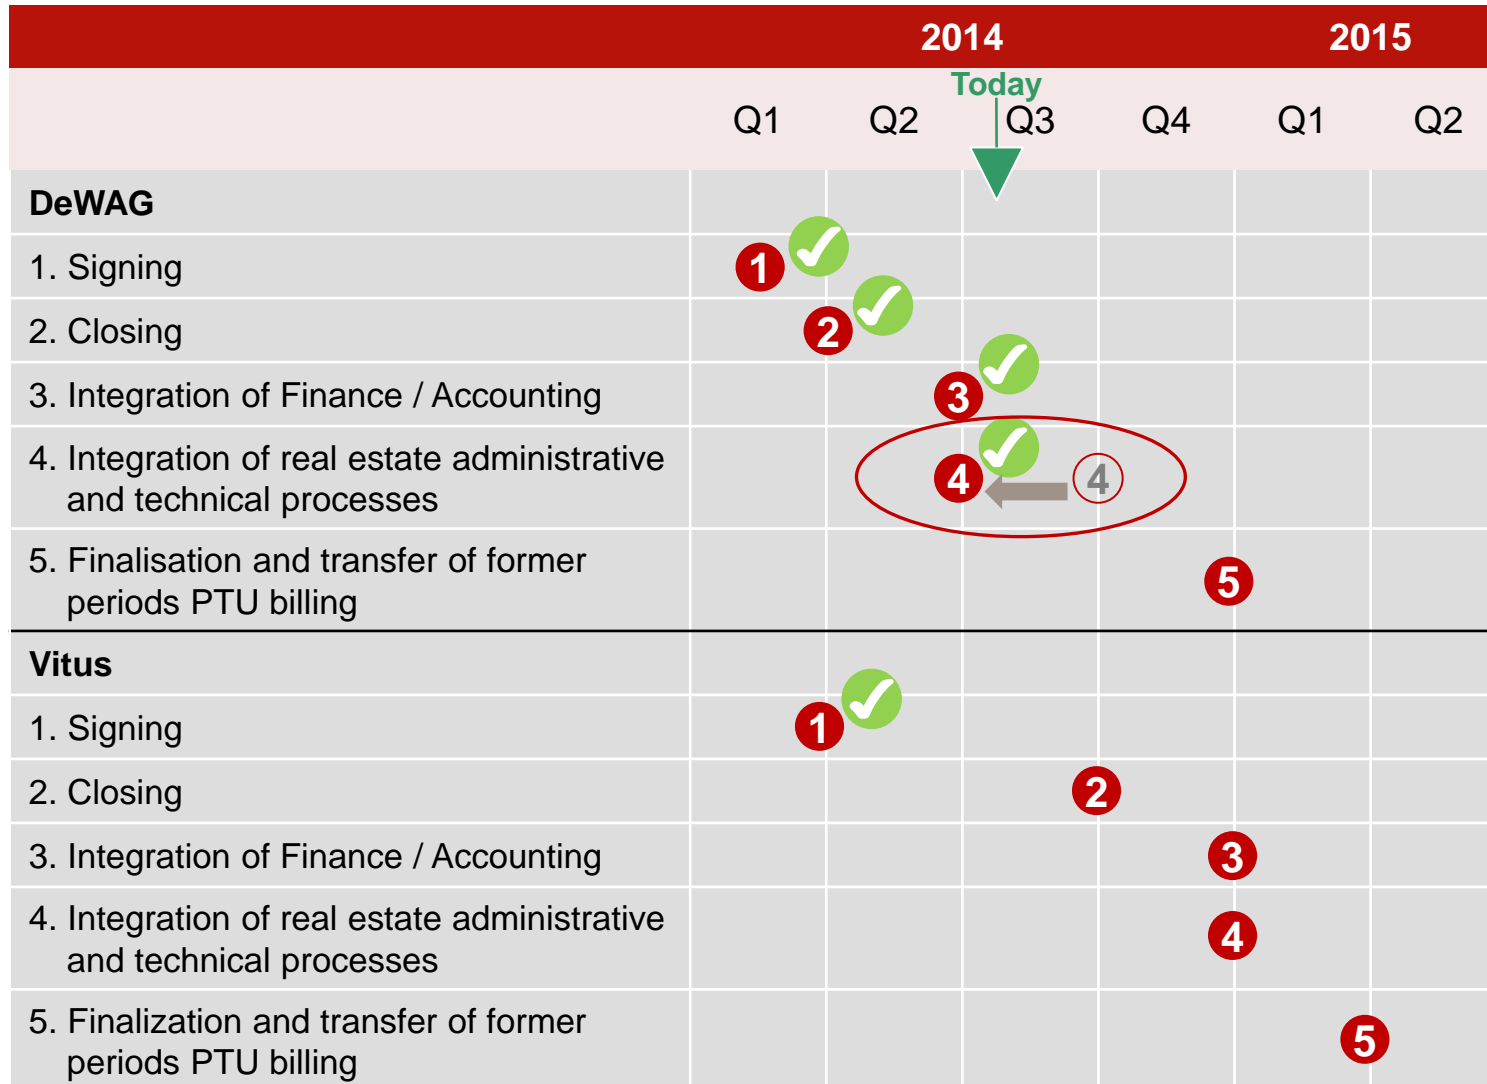 2014 2015
Today
Q1 Q2 Q3 Q4 Q1 Q2
DeWAG
1. Signing 1
2. Closing 2
3. Integration of Finance / Accounting 3
4. Integration of real estate administrative
and technical processes 4 4
5. Finalisation and transfer of former
periods PTU billing 5
Vitus
1. Signing 1
2. Closing 2
3. Integration of Finance / Accounting 3
4. Integration of real estate administrative
and technical processes 4
5. Finalization and transfer of former
periods PTU billing 5